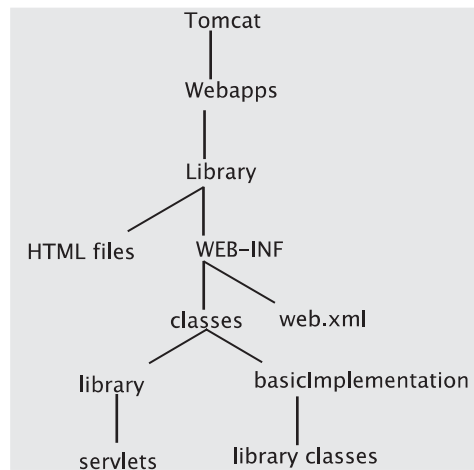 Tomcat
Webapps
Library
HTML files WEB-INF
classes web.xml
library basicImplementation
servlets library classes